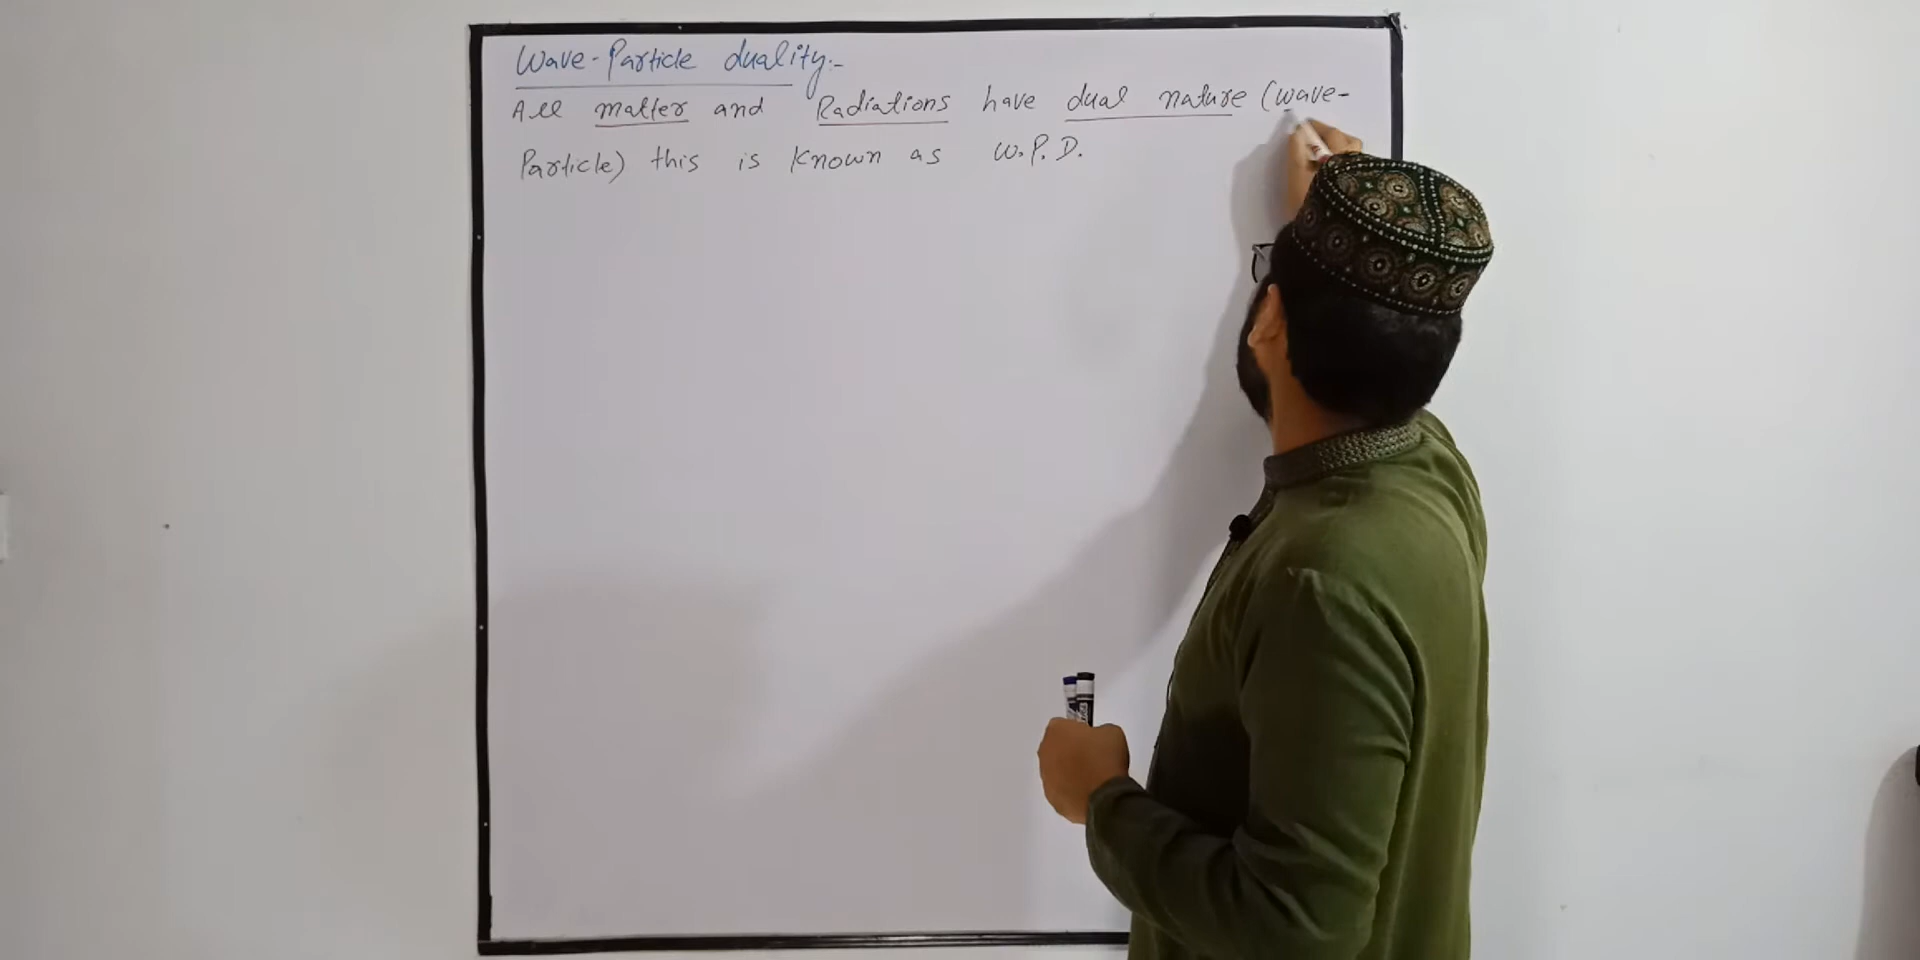 Wave-Particle duality:-
All matter and Radiations have dual nature (wave-
Particle) this is known as W.P.D.